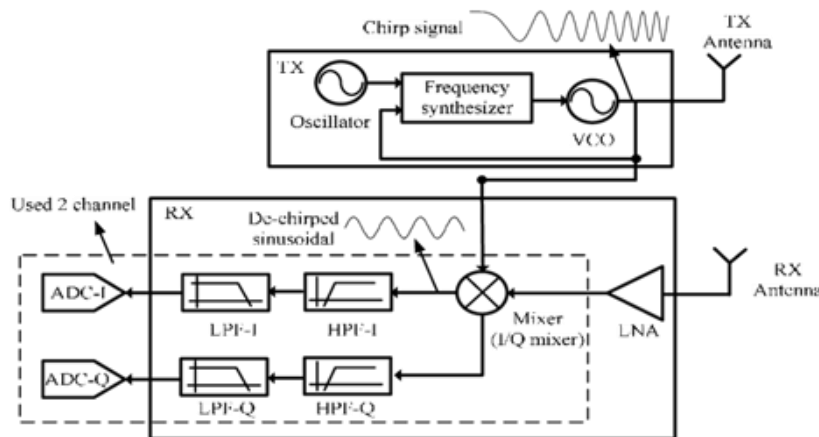 Chirp signal
TX
Antenna
TX
Oscillator
Frequency
synthesizer
VCO
Used 2 channel
RX
De-chirped
sinusoidal
RX
Antenna
ADC-I
LPF-I
HPF-I
Mixer
(I/Q mixer)
LNA
ADC-Q
LPF-Q
HPF-Q